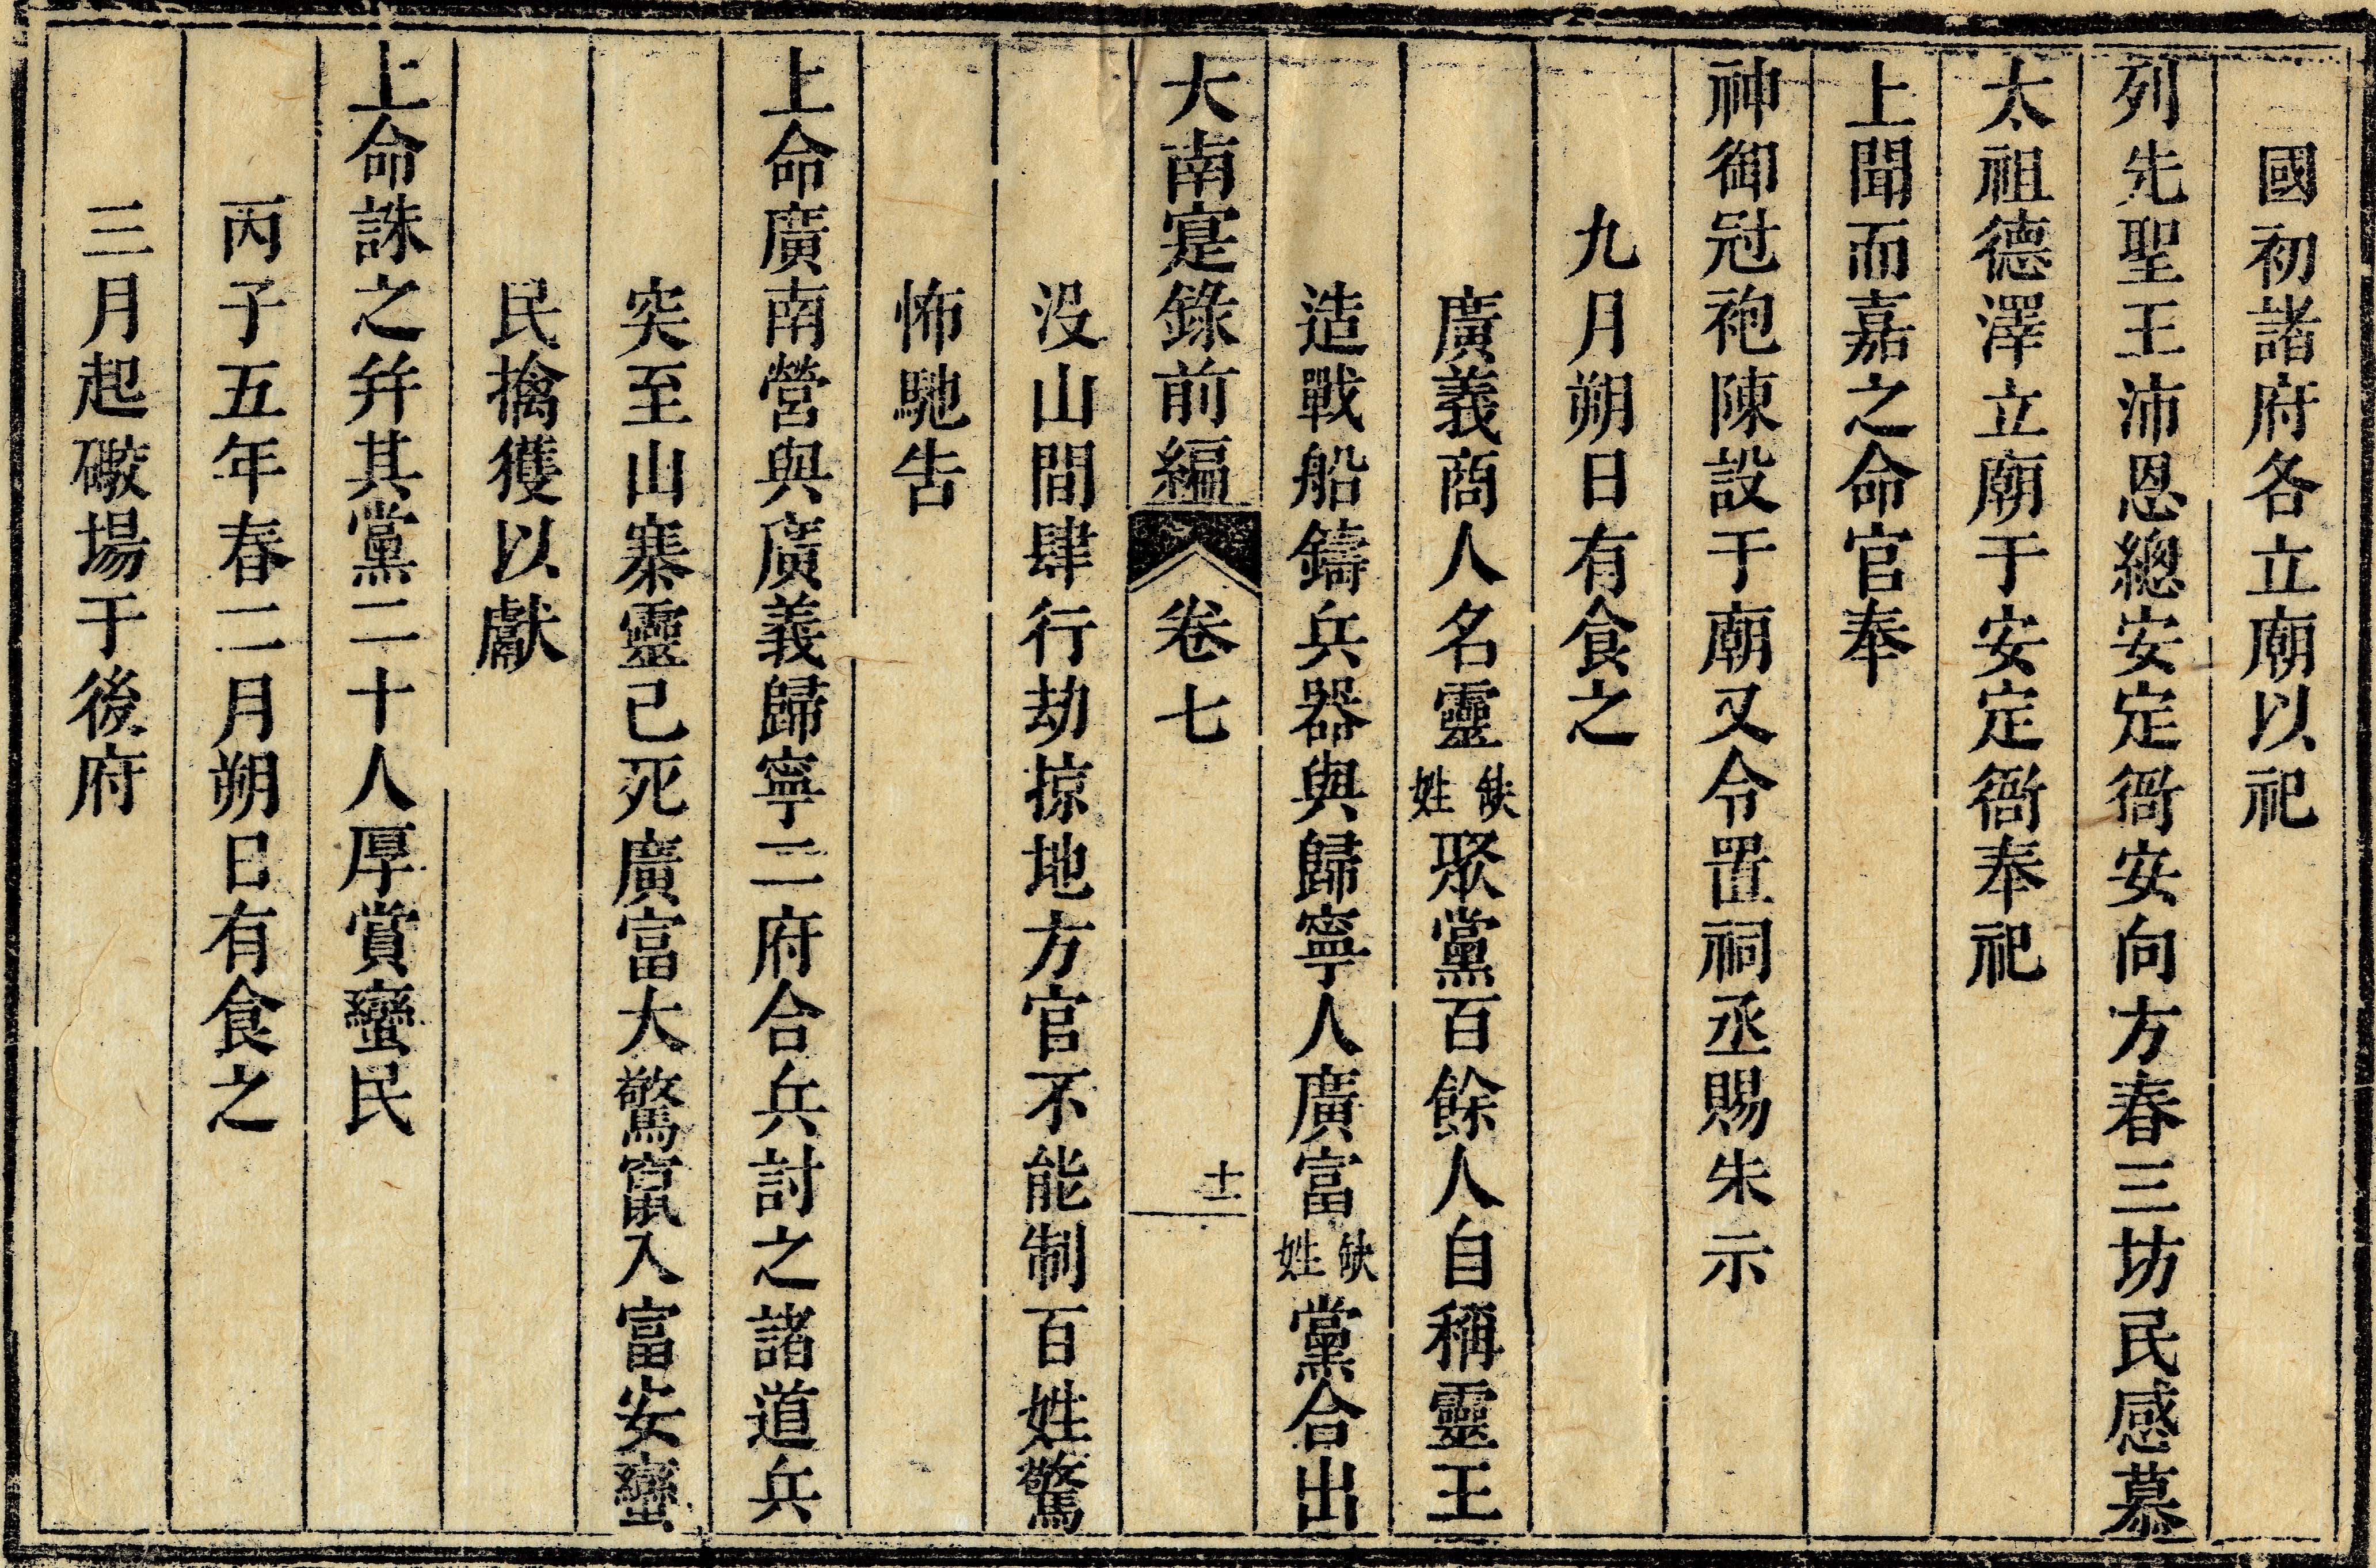 國初諸府各立廟以祀
列先聖王沛恩總安定衙安向方春三坊民感慕
太祖德澤立廟于安定衙奉祀
上聞而嘉之命官奉
神御冠袍陳設于廟又令置祠丞賜朱示
九月朔日有食之
廣義商人名靈缺姓聚黨百餘人自稱靈王
造戰船鑄兵器與歸寧人廣富缺姓黨合出
大南寔錄前編 卷七 十二
没山間肆行劫掠地方官不能制百姓驚
怖馳吿
上命廣南營與廣義歸寧二府合兵討之諸道兵
突至山寨靈已死廣富大驚竄入富安蠻
民擒獲以獻
上命誅之并其黨二十人厚賞蠻民
丙子五年春二月朔日有食之
三月起礮場于後府